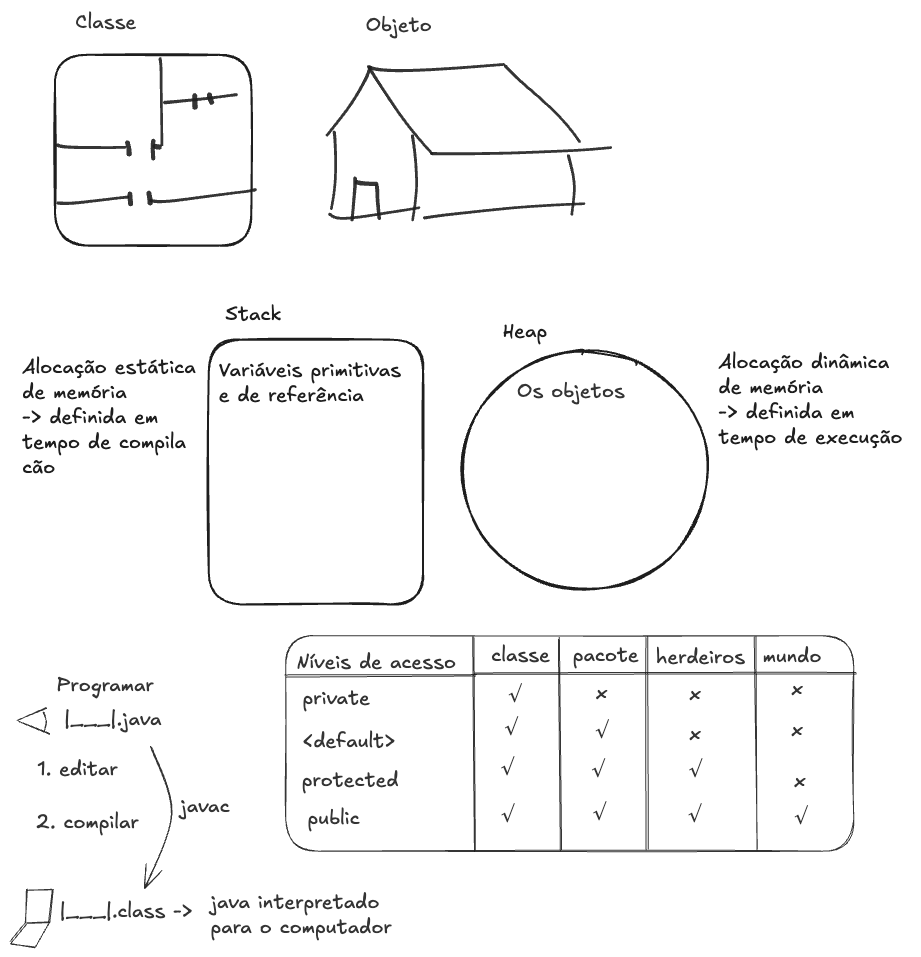 Classe
Objeto
Stack
Heap
Alocação estática
de memória
-> definida em
tempo de compila
cão
Variáveis primitivas
e de referência
Os objetos
Alocação dinâmica
de memória
-> definida em
tempo de execução
Níveis de acesso classe pacote herdeiros mundo
private √ × × ×
<default> √ √ × ×
protected √ √ √ ×
public √ √ √ √
Programar
|___|.java
1. editar
2. compilar
javac
|___|.class -> java interpretado
para o computador